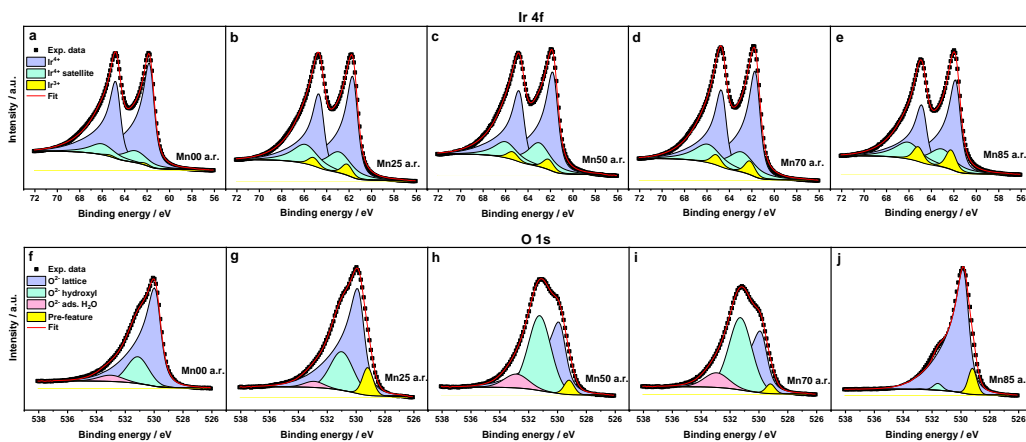 Ir 4f
a
Exp. data
Ir⁴⁺
Ir⁴⁺ satellite
Ir³⁺
Fit
Mn00 a.r.
b
Mn25 a.r.
c
Mn50 a.r.
d
Mn70 a.r.
e
Mn85 a.r.
Intensity / a.u.
72 70 68 66 64 62 60 58 56
72 70 68 66 64 62 60 58 56
72 70 68 66 64 62 60 58 56
72 70 68 66 64 62 60 58 56
72 70 68 66 64 62 60 58 56
Binding energy / eV
Binding energy / eV
Binding energy / eV
Binding energy / eV
Binding energy / eV
O 1s
f
Exp. data
O²⁻ lattice
O²⁻ hydroxyl
O²⁻ ads. H₂O
Pre-feature
Fit
Mn00 a.r.
g
Mn25 a.r.
h
Mn50 a.r.
i
Mn70 a.r.
j
Mn85 a.r.
Intensity / a.u.
538 536 534 532 530 528 526
538 536 534 532 530 528 526
538 536 534 532 530 528 526
538 536 534 532 530 528 526
538 536 534 532 530 528 526
Binding energy / eV
Binding energy / eV
Binding energy / eV
Binding energy / eV
Binding energy / eV